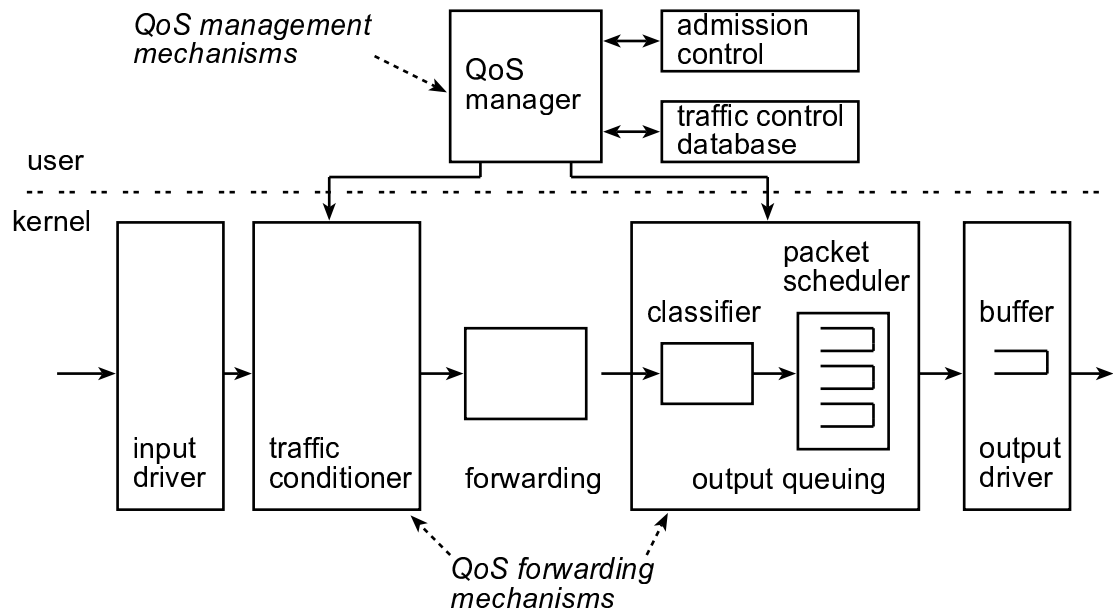 QoS management
mechanisms
QoS
manager
admission
control
traffic control
database
user
kernel
input
driver
traffic
conditioner
forwarding
classifier
packet
scheduler
output queuing
buffer
output
driver
QoS forwarding
mechanisms